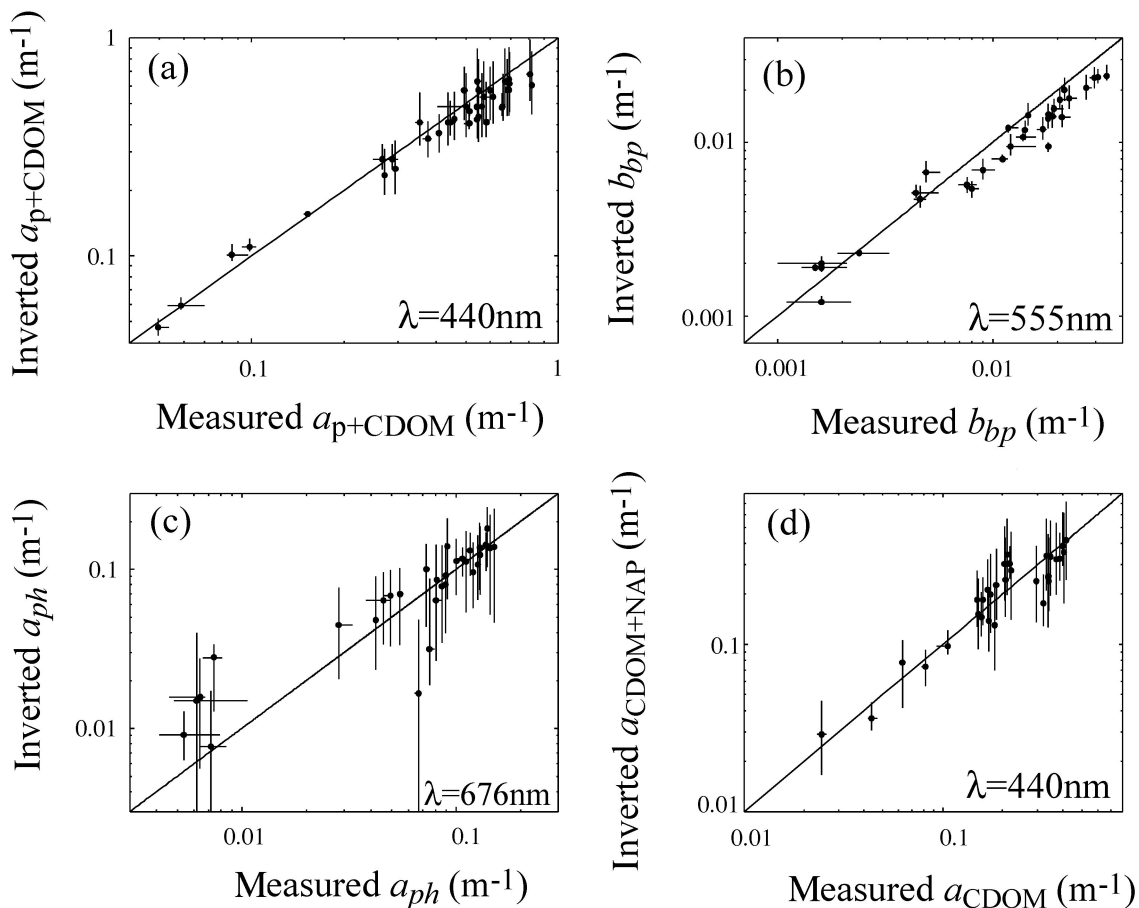 (a)
Inverted a_p+CDOM (m-1)
1
0.1
λ=440nm
0.1 1
Measured a_p+CDOM (m-1)
(b)
Inverted b_bp (m-1)
0.01
0.001
λ=555nm
0.001 0.01
Measured b_bp (m-1)
(c)
Inverted a_ph (m-1)
0.1
0.01
λ=676nm
0.01 0.1
Measured a_ph (m-1)
(d)
Inverted a_CDOM+NAP (m-1)
0.1
0.01
λ=440nm
0.01 0.1
Measured a_CDOM (m-1)